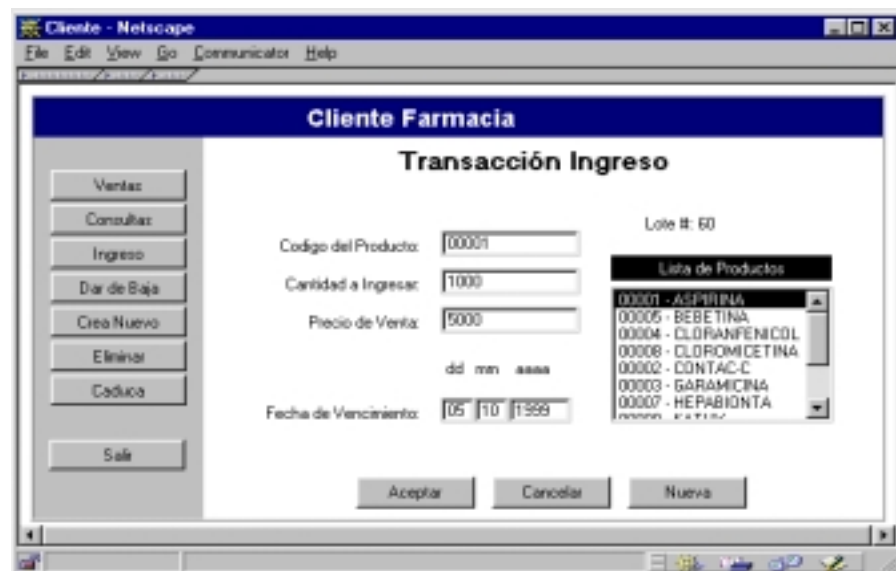 Cliente - Netscape
File Edit View Go Communicator Help
Cliente Farmacia
Transacción Ingreso
Ventas
Consultas
Ingreso
Dar de Baja
Crea Nuevo
Eliminar
Caduca
Salir
Lote #: 60
Codigo del Producto: 00001
Cantidad a Ingresar: 1000
Precio de Venta: 5000
dd mm aaaa
Fecha de Vencimiento: 05 10 1999
Lista de Productos
00001 - ASPIRINA
00005 - BEBETINA
00004 - CLORANFENICOL
00008 - CLOROMICETINA
00002 - CONTAC-C
00003 - GARAMICINA
00007 - HEPABIONTA
Aceptar Cancelar Nueva